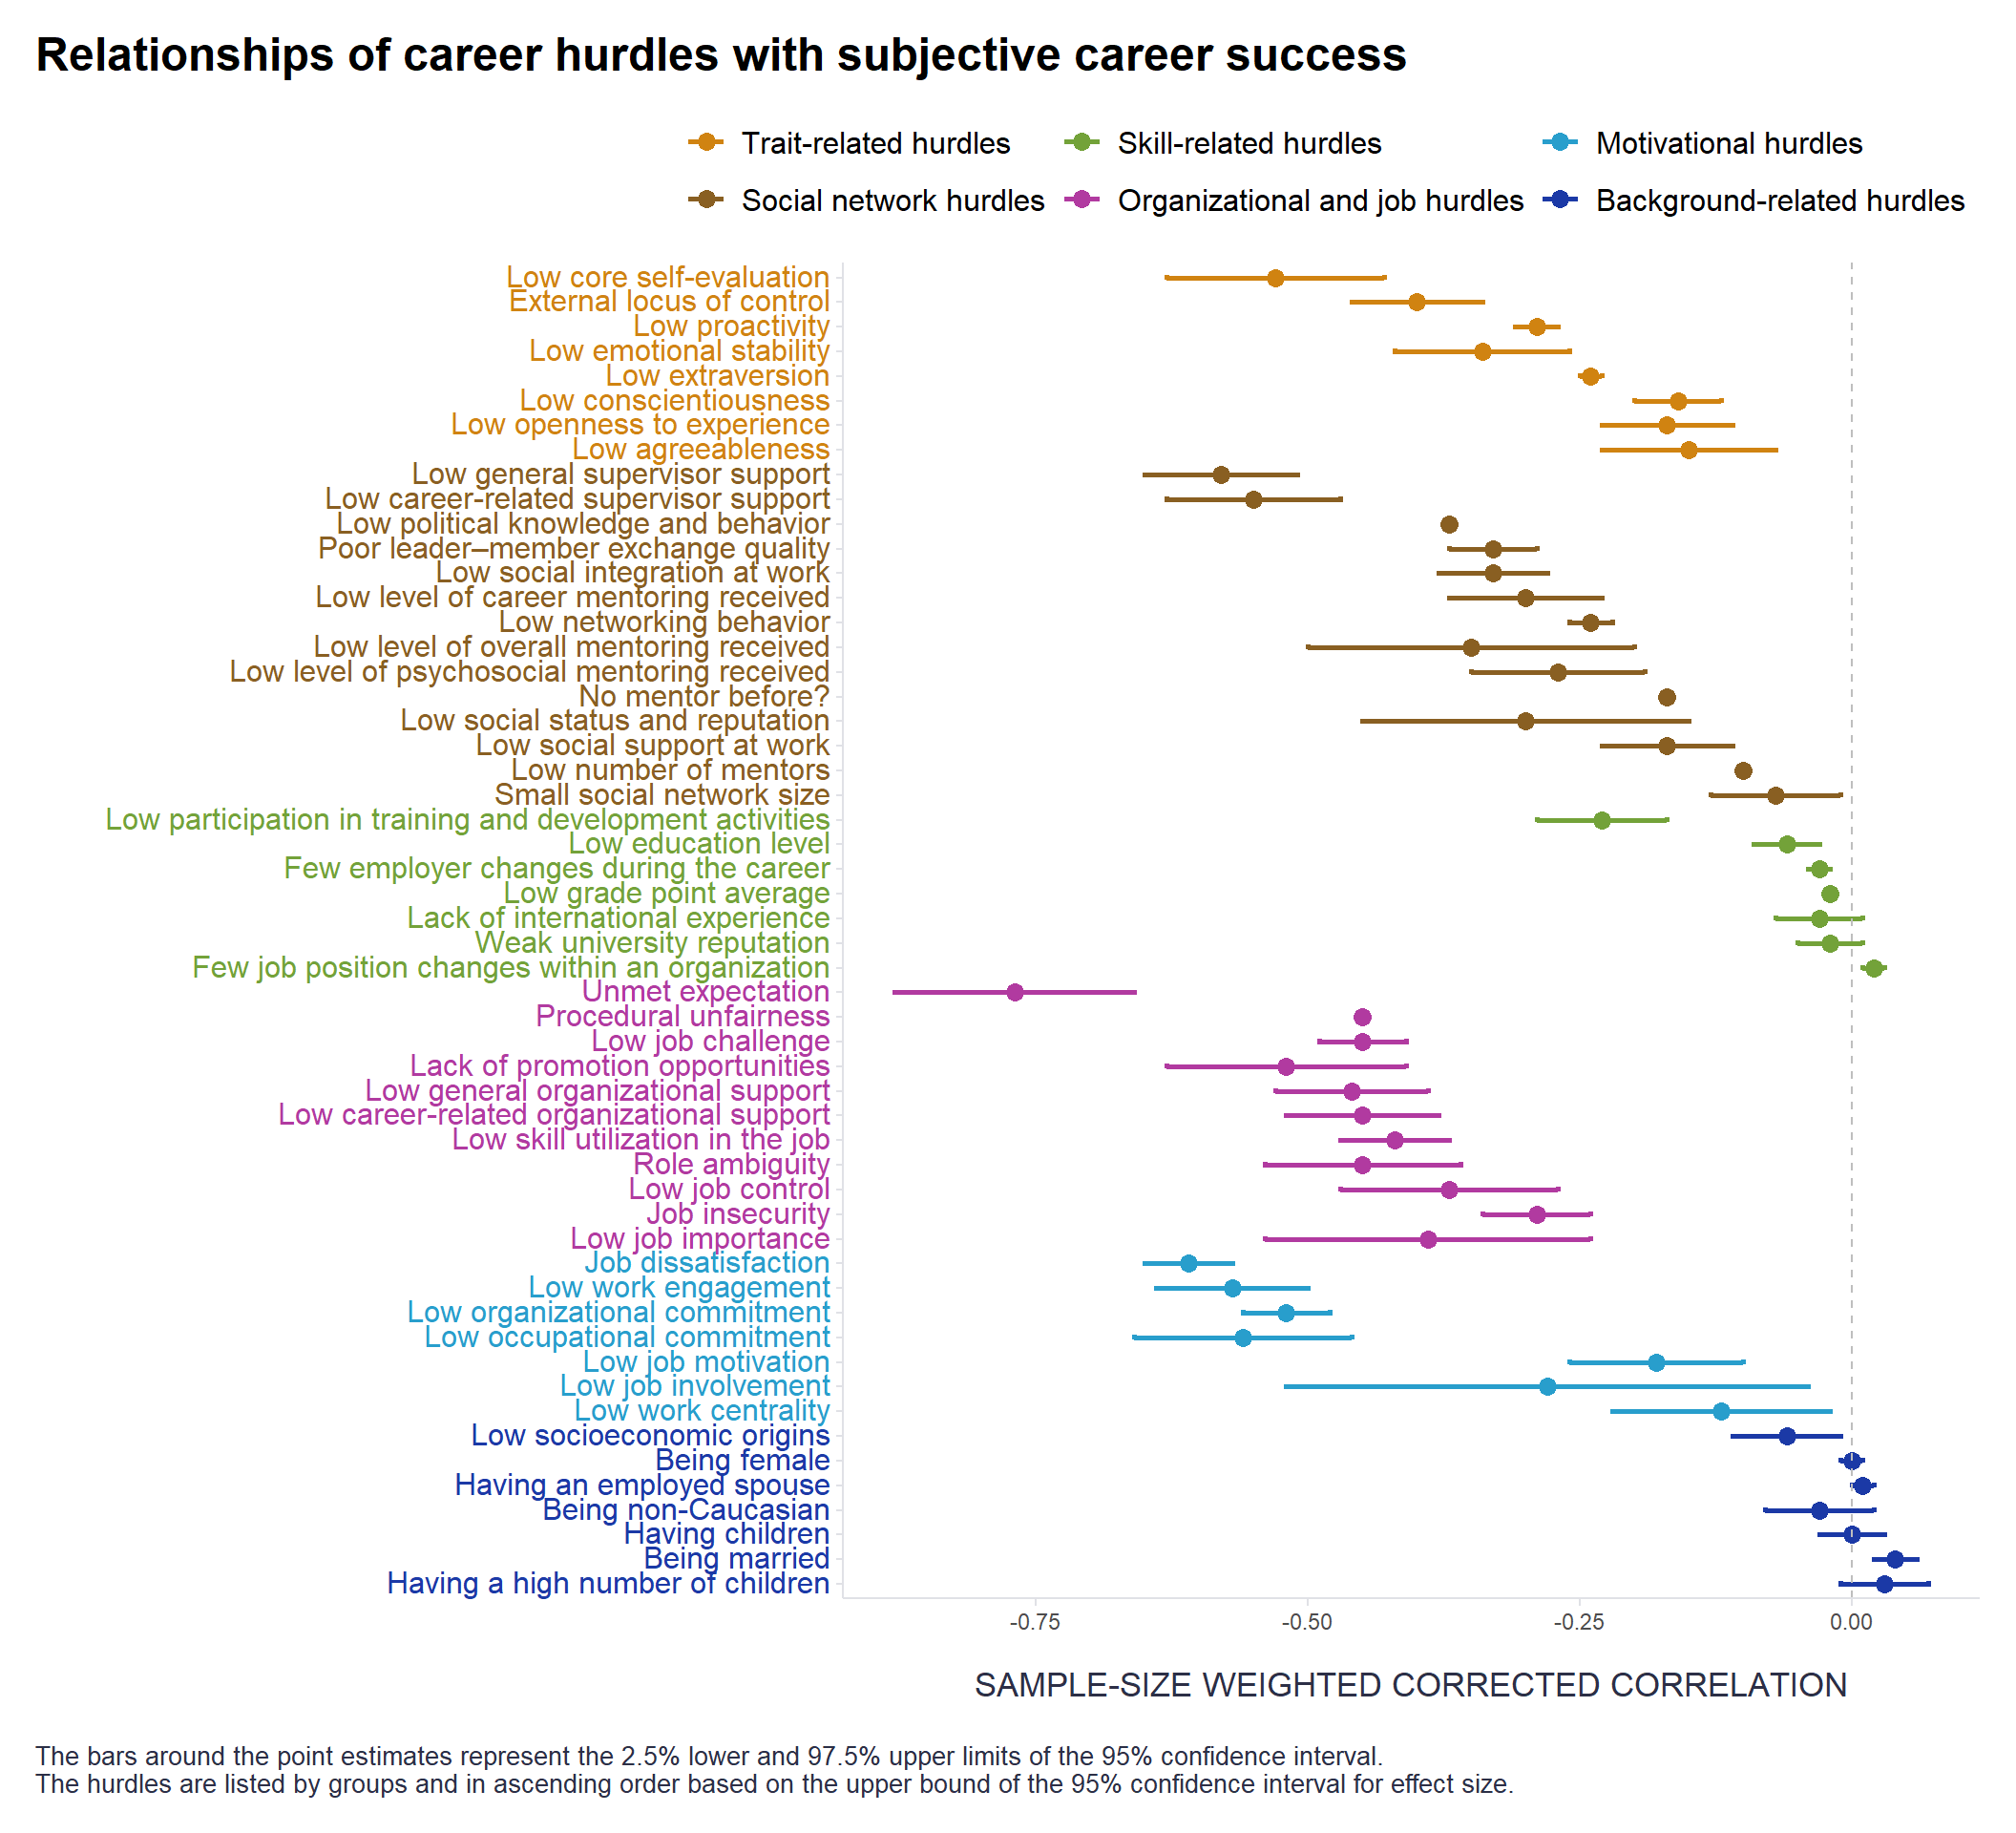 Relationships of career hurdles with subjective career success
Trait-related hurdles
Skill-related hurdles
Motivational hurdles
Social network hurdles
Organizational and job hurdles
Background-related hurdles
Low core self-evaluation
External locus of control
Low proactivity
Low emotional stability
Low extraversion
Low conscientiousness
Low openness to experience
Low agreeableness
Low general supervisor support
Low career-related supervisor support
Low political knowledge and behavior
Poor leader–member exchange quality
Low social integration at work
Low level of career mentoring received
Low networking behavior
Low level of overall mentoring received
Low level of psychosocial mentoring received
No mentor before?
Low social status and reputation
Low social support at work
Low number of mentors
Small social network size
Low participation in training and development activities
Low education level
Few employer changes during the career
Low grade point average
Lack of international experience
Weak university reputation
Few job position changes within an organization
Unmet expectation
Procedural unfairness
Low job challenge
Lack of promotion opportunities
Low general organizational support
Low career-related organizational support
Low skill utilization in the job
Role ambiguity
Low job control
Job insecurity
Low job importance
Job dissatisfaction
Low work engagement
Low organizational commitment
Low occupational commitment
Low job motivation
Low job involvement
Low work centrality
Low socioeconomic origins
Being female
Having an employed spouse
Being non-Caucasian
Having children
Being married
Having a high number of children
-0.75 -0.50 -0.25 0.00
SAMPLE-SIZE WEIGHTED CORRECTED CORRELATION
The bars around the point estimates represent the 2.5% lower and 97.5% upper limits of the 95% confidence interval.
The hurdles are listed by groups and in ascending order based on the upper bound of the 95% confidence interval for effect size.